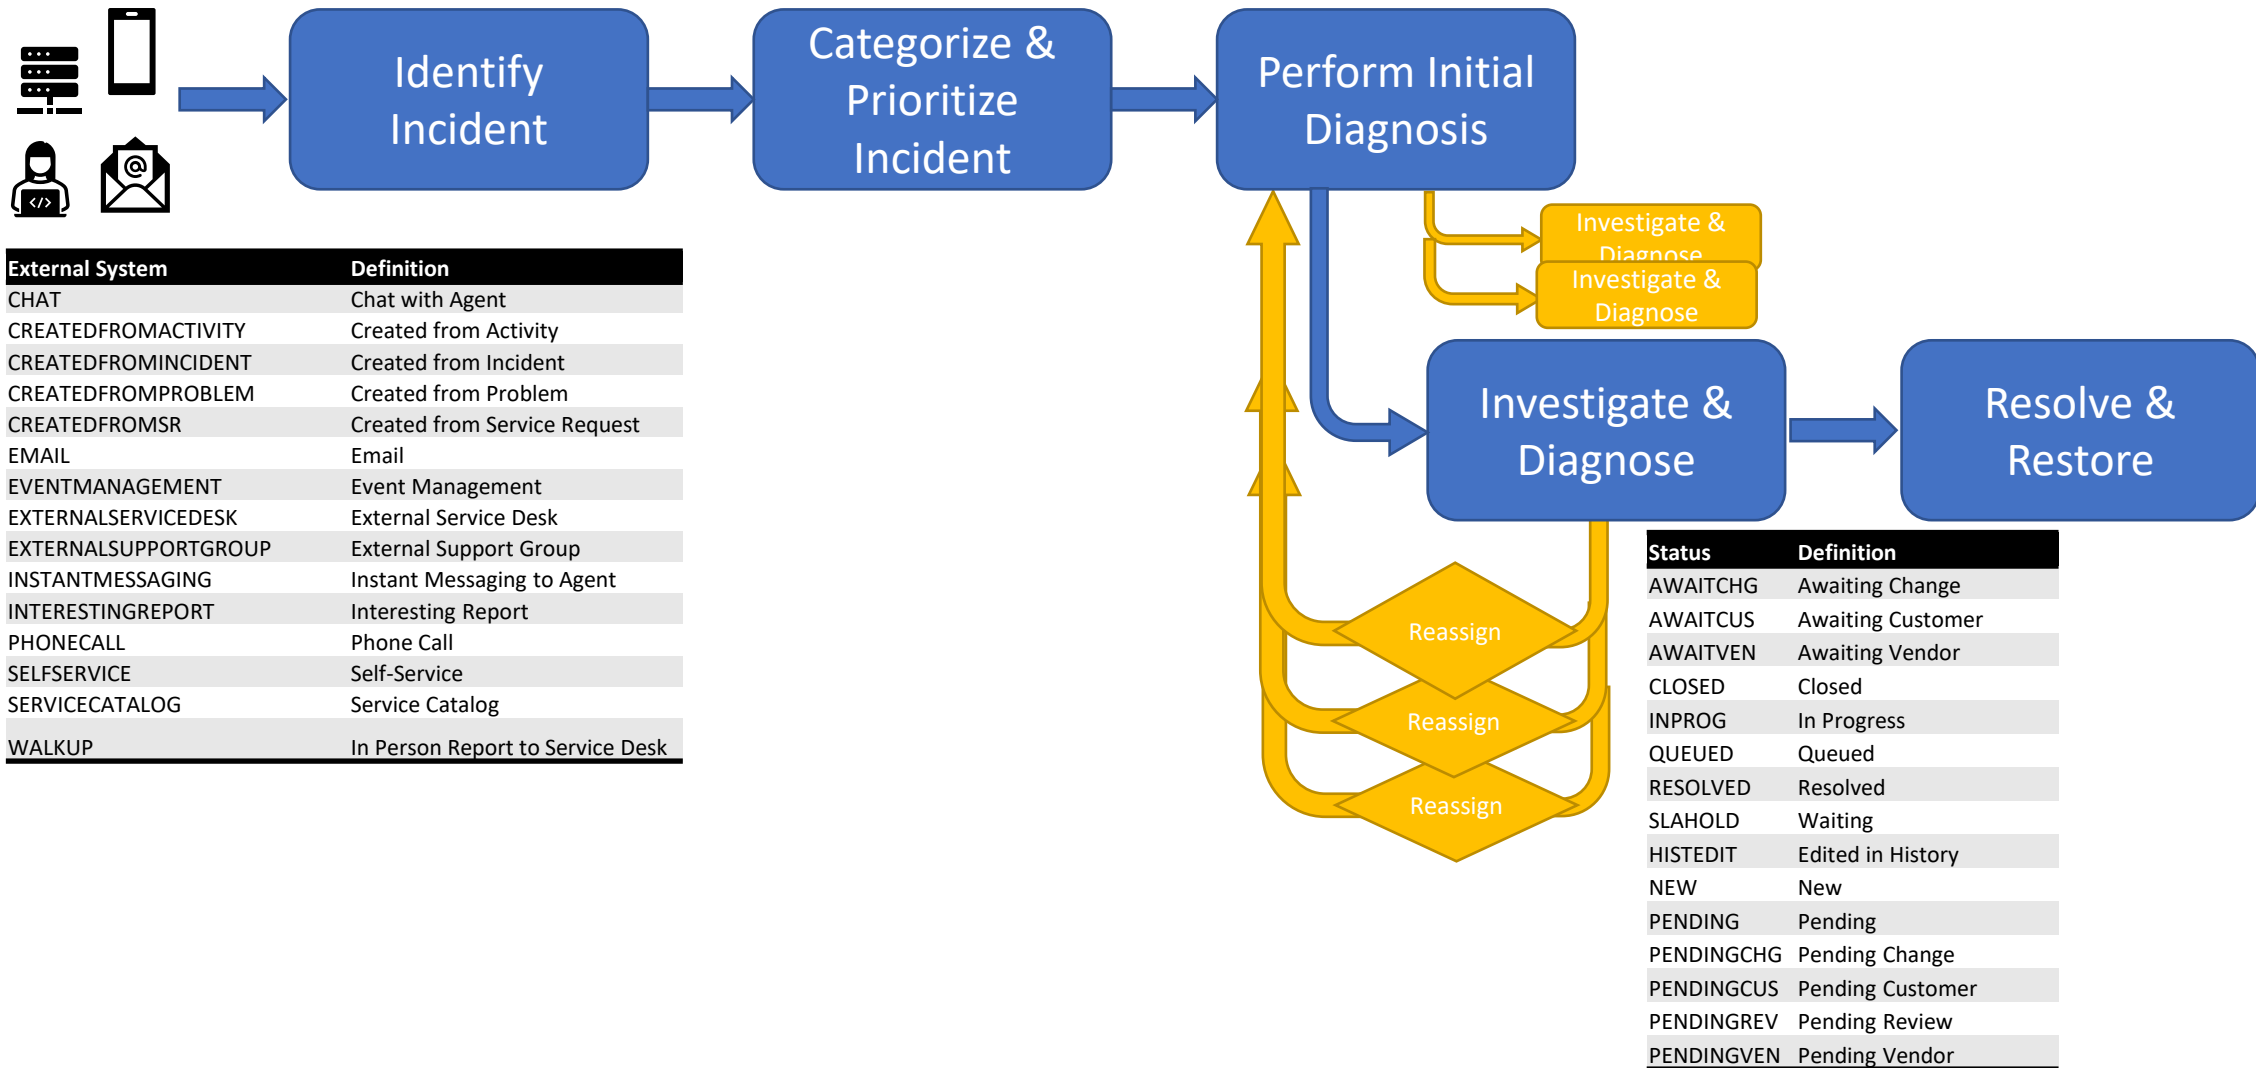 Identify
Incident
Categorize &
Prioritize
Incident
Perform Initial
Diagnosis
@
</>
Investigate &
Diagnose
Investigate &
Diagnose
Investigate &
Diagnose
Resolve &
Restore
Reassign
Reassign
Reassign
External System Definition
CHAT Chat with Agent
CREATEDFROMACTIVITY Created from Activity
CREATEDFROMINCIDENT Created from Incident
CREATEDFROMPROBLEM Created from Problem
CREATEDFROMSR Created from Service Request
EMAIL Email
EVENTMANAGEMENT Event Management
EXTERNALSERVICEDESK External Service Desk
EXTERNALSUPPORTGROUP External Support Group
INSTANTMESSAGING Instant Messaging to Agent
INTERESTINGREPORT Interesting Report
PHONECALL Phone Call
SELFSERVICE Self-Service
SERVICECATALOG Service Catalog
WALKUP In Person Report to Service Desk
Status Definition
AWAITCHG Awaiting Change
AWAITCUS Awaiting Customer
AWAITVEN Awaiting Vendor
CLOSED Closed
INPROG In Progress
QUEUED Queued
RESOLVED Resolved
SLAHOLD Waiting
HISTEDIT Edited in History
NEW New
PENDING Pending
PENDINGCHG Pending Change
PENDINGCUS Pending Customer
PENDINGREV Pending Review
PENDINGVEN Pending Vendor